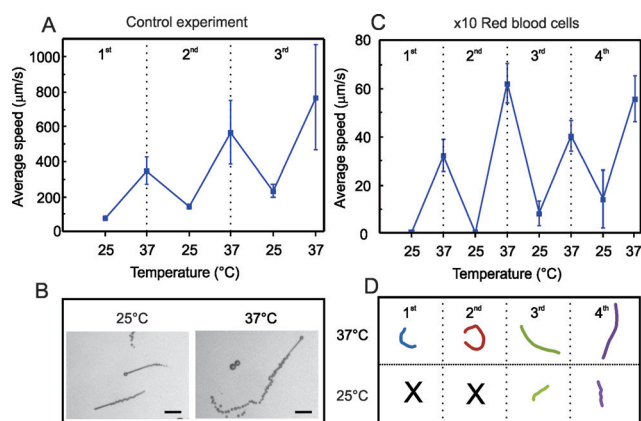 A
Control experiment
Average speed (µm/s)
1000
800
600
400
200
0
1st
2nd
3rd
25
37
25
37
25
37
Temperature (°C)
B
25°C
37°C
C
x10 Red blood cells
Average speed (µm/s)
80
60
40
20
0
1st
2nd
3rd
4th
25
37
25
37
25
37
25
37
Temperature (°C)
D
1st
2nd
3rd
4th
37°C
25°C
X
X